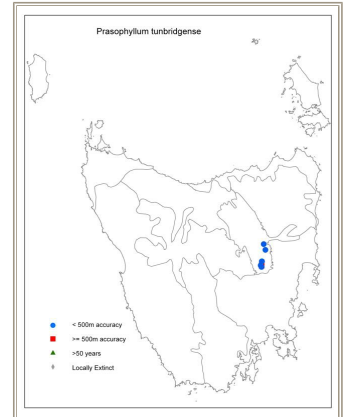 Prasophyllum tunbridgense
< 500m accuracy
>= 500m accuracy
>50 years
Locally Extinct